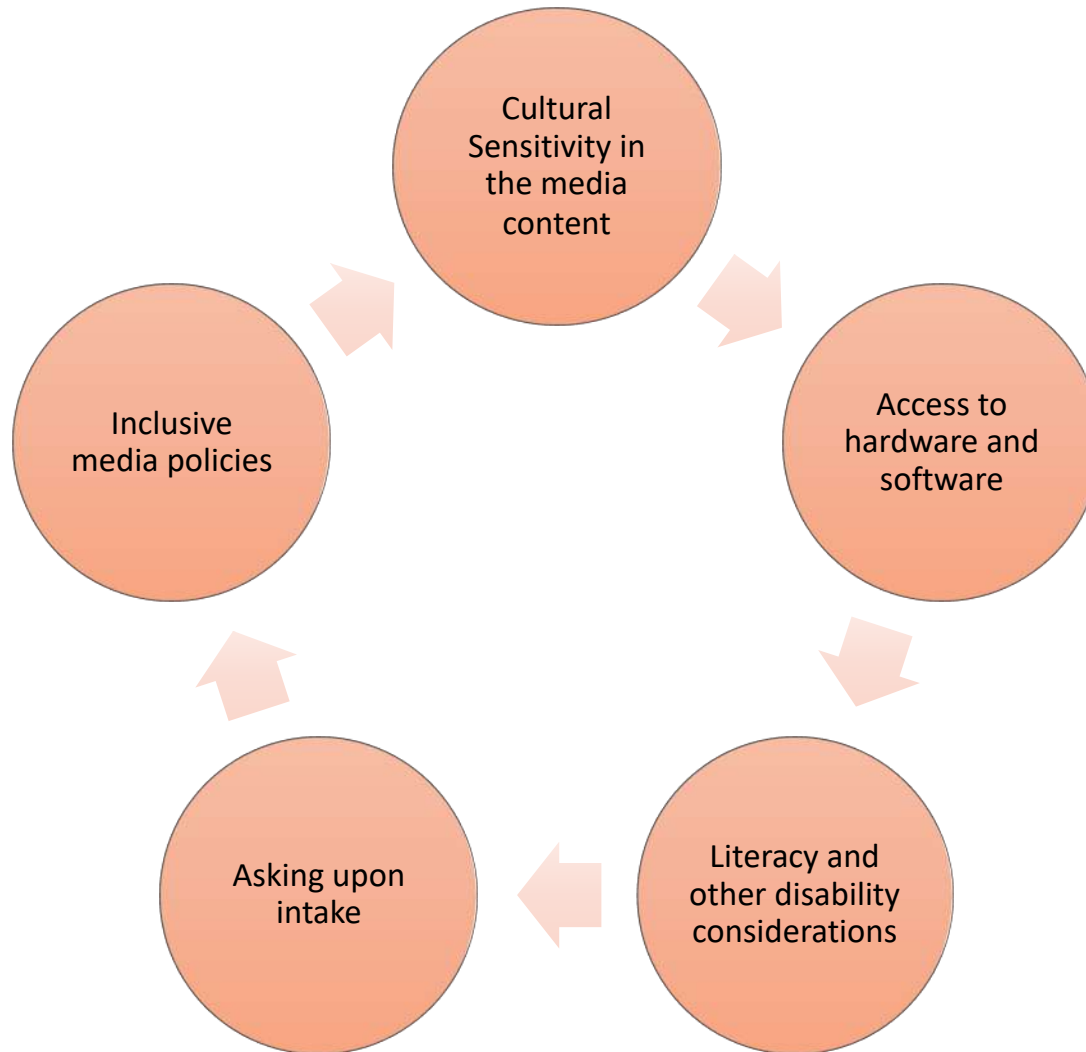 Cultural
Sensitivity in
the media
content
Access to
hardware and
software
Literacy and
other disability
considerations
Asking upon
intake
Inclusive
media policies